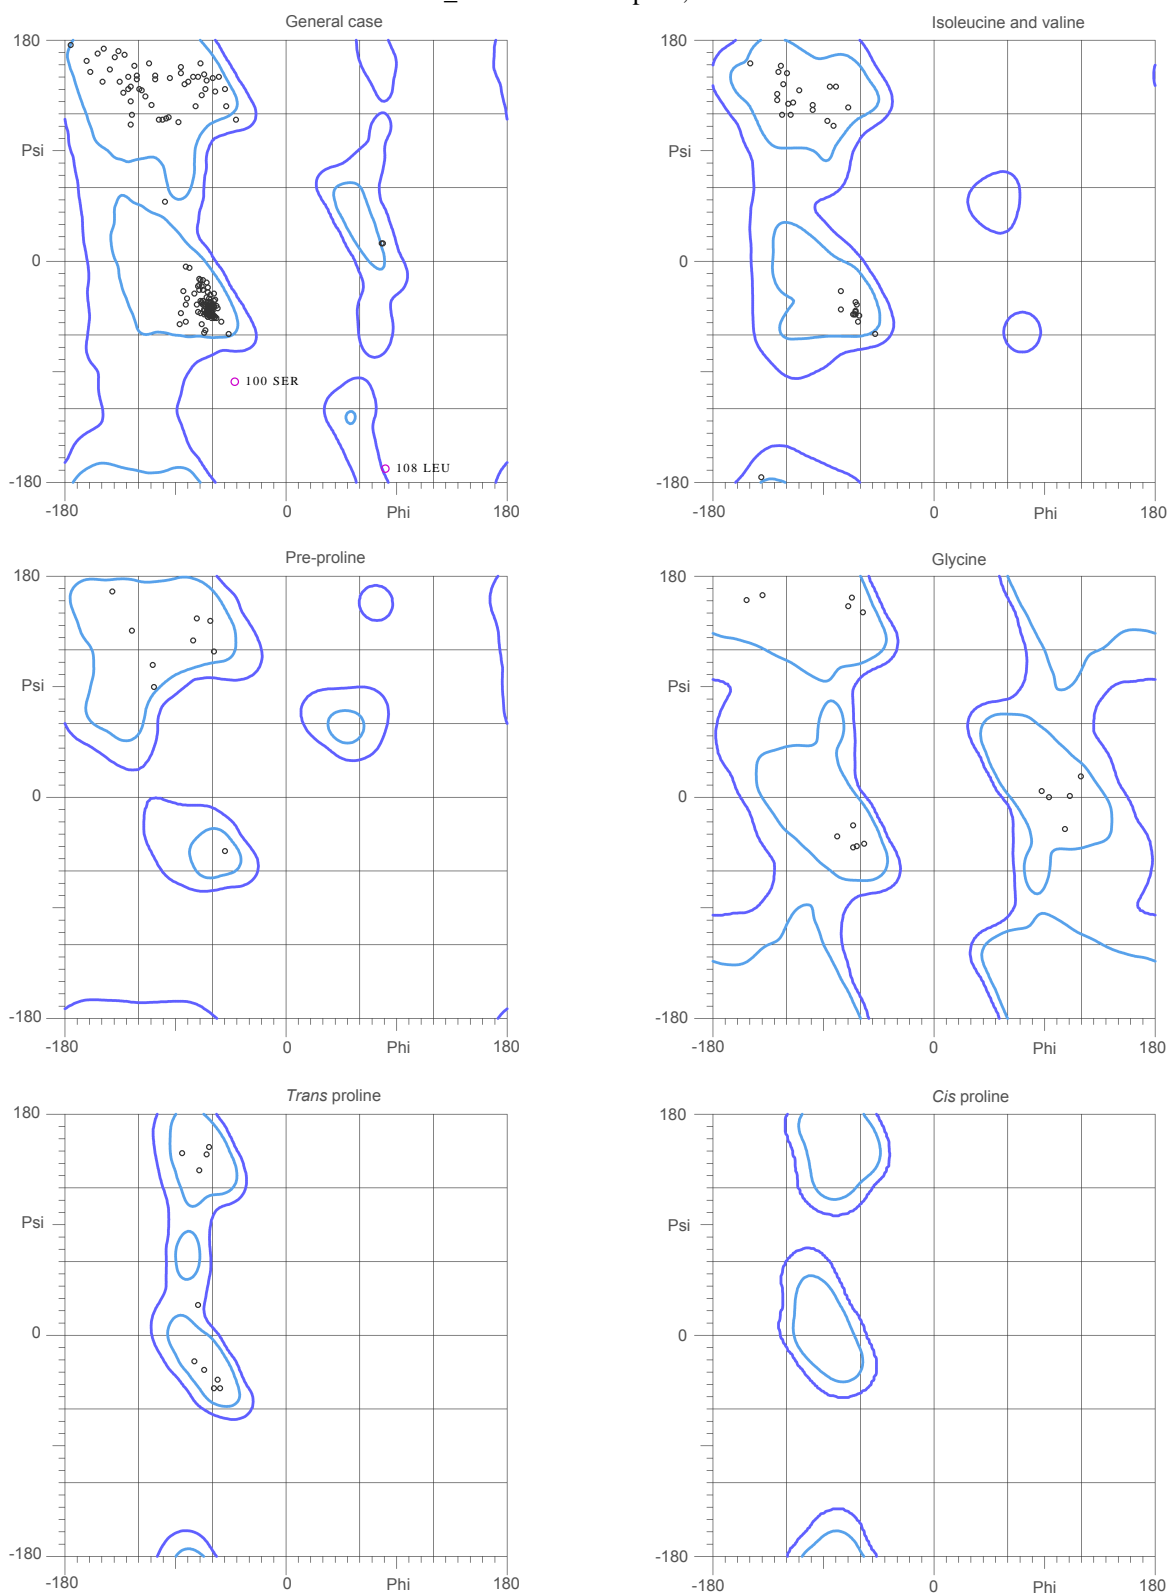 General case
Isoleucine and valine
180
180
Psi
Psi
0
0
100 SER
108 LEU
-180
-180
-180
0
Phi
180
-180
0
Phi
180
Pre-proline
Glycine
180
180
Psi
Psi
0
0
-180
-180
-180
0
Phi
180
-180
0
Phi
180
Trans proline
Cis proline
180
180
Psi
Psi
0
0
-180
-180
-180
0
Phi
180
-180
0
Phi
180